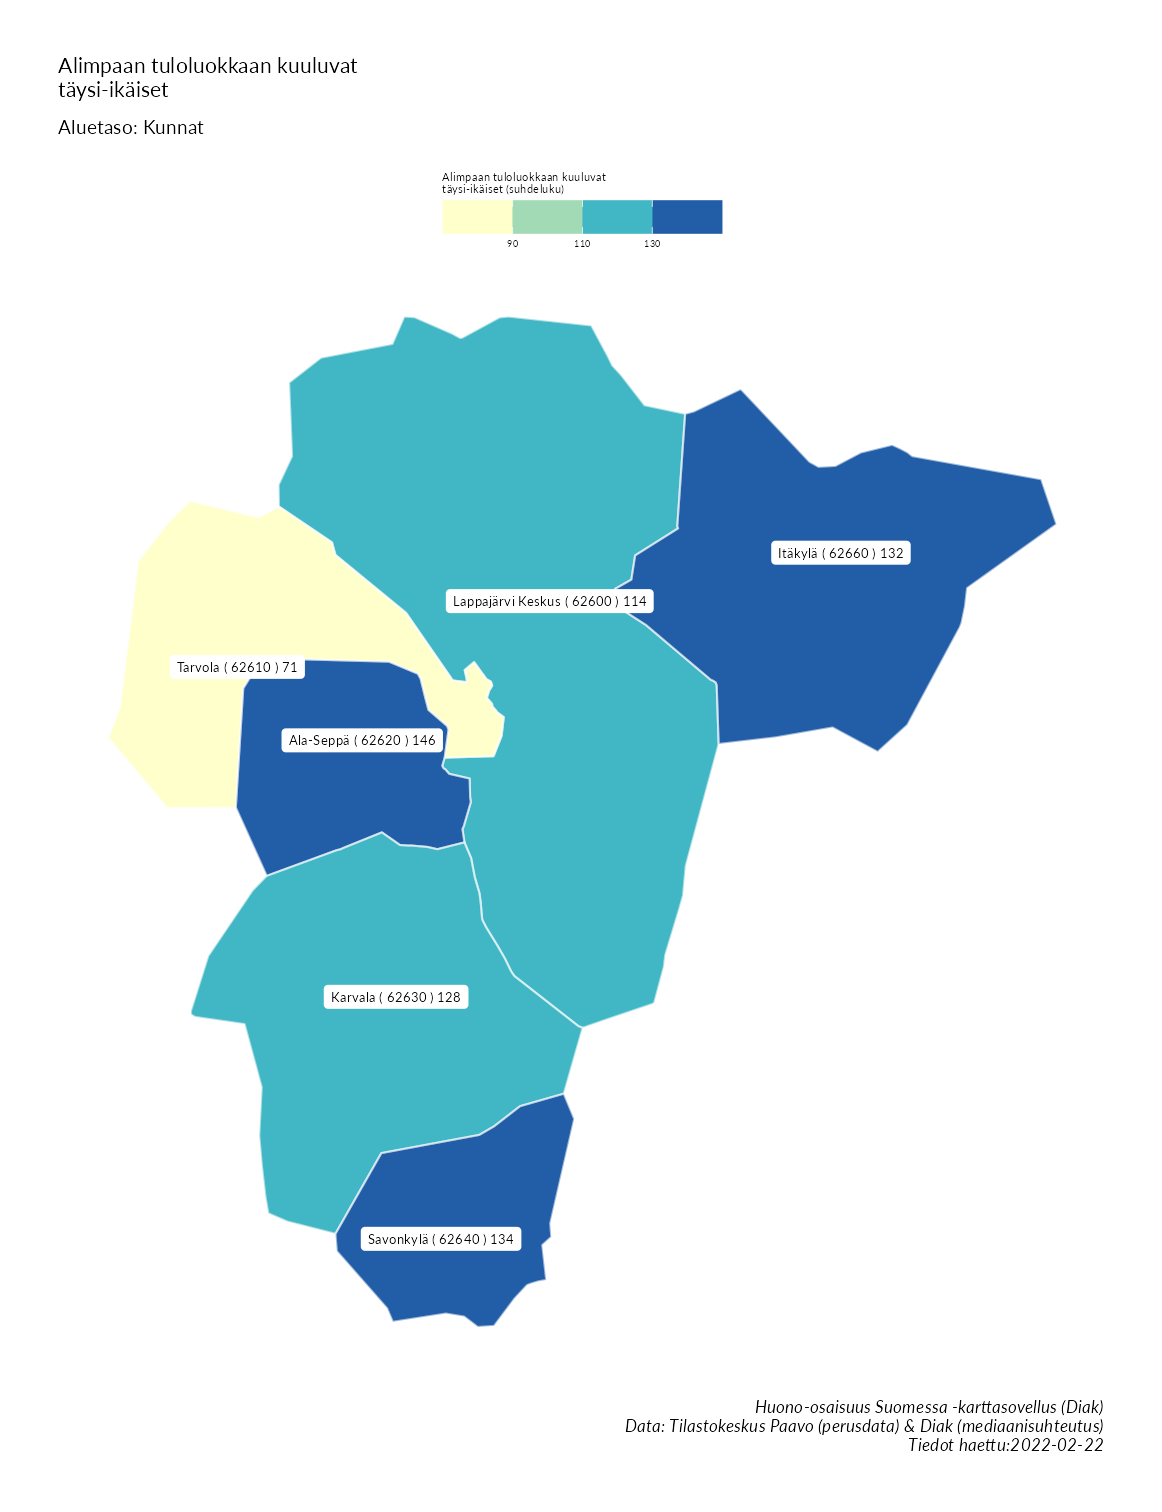 Alimpaan tuloluokkaan kuuluvat
täysi-ikäiset
Aluetaso: Kunnat
Alimpaan tuloluokkaan kuuluvat
täysi-ikäiset (suhdeluku)
90 110 130
Itäkylä ( 62660 ) 132
Lappajärvi Keskus ( 62600 ) 114
Tarvola ( 62610 ) 71
Ala-Seppä ( 62620 ) 146
Karvala ( 62630 ) 128
Savonkylä ( 62640 ) 134
Huono-osaisuus Suomessa -karttasovellus (Diak)
Data: Tilastokeskus Paavo (perusdata) & Diak (mediaanisuhteutus)
Tiedot haettu:2022-02-22